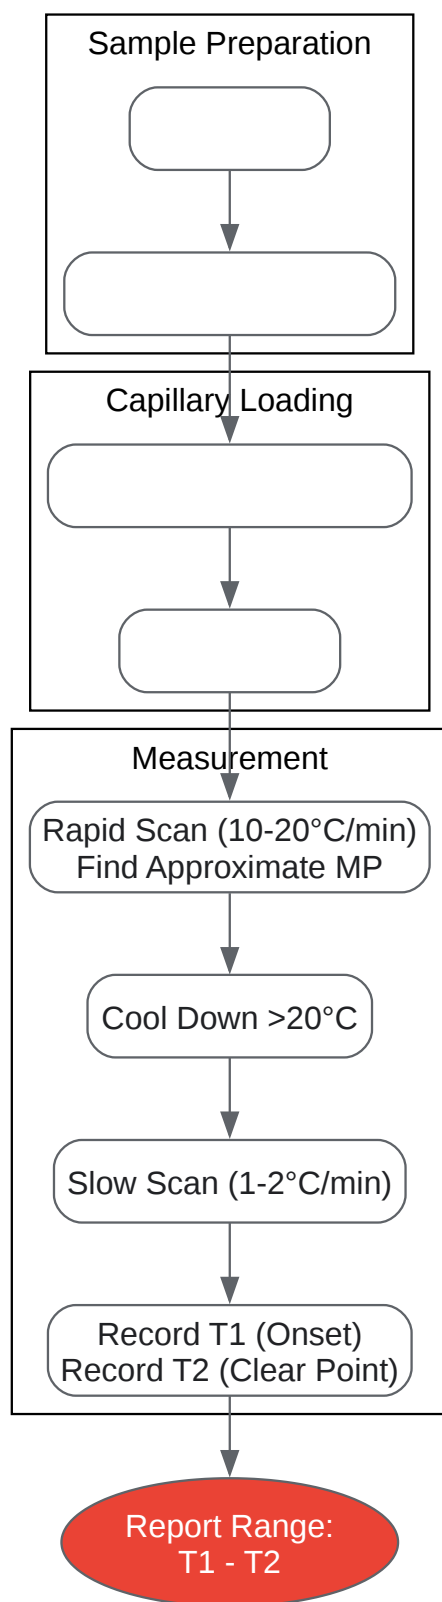 Sample Preparation
Capillary Loading
Measurement
Rapid Scan (10-20°C/min)
Find Approximate MP
Cool Down >20°C
Slow Scan (1-2°C/min)
Record T1 (Onset)
Record T2 (Clear Point)
Report Range:
T1 - T2